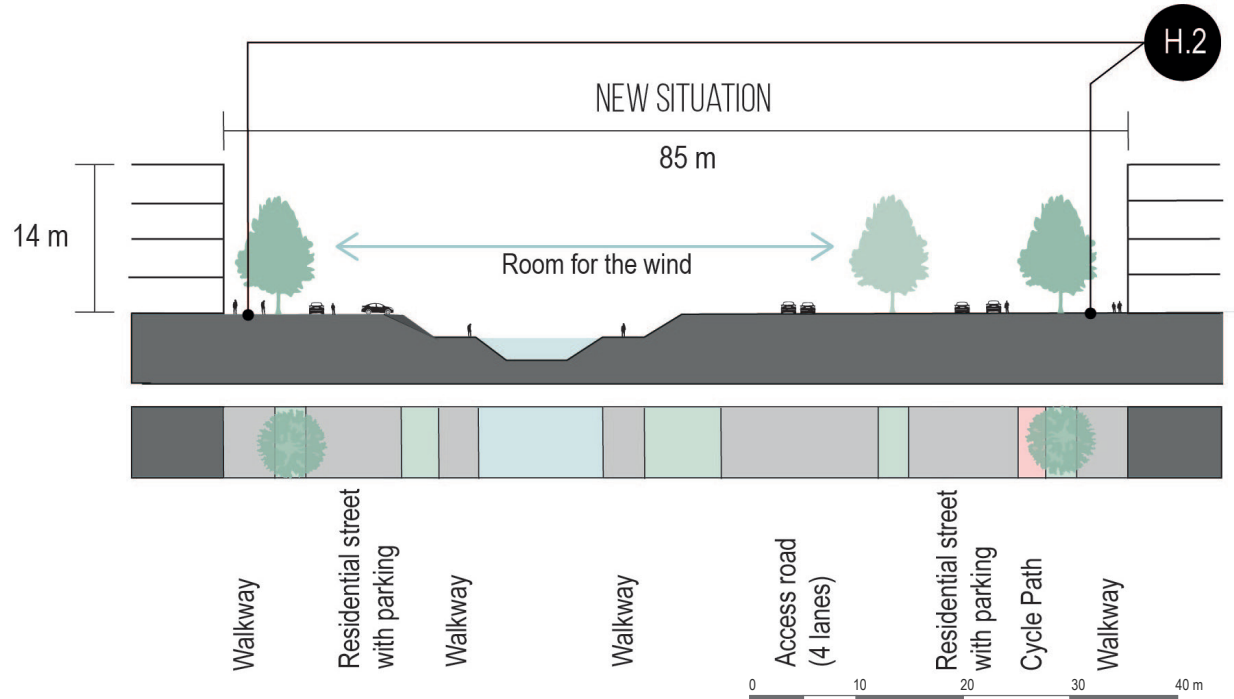 H.2
NEW SITUATION
85 m
14 m
Room for the wind
Walkway
Residential street
with parking
Walkway
Walkway
Access road
(4 lanes)
Residential street
with parking
Cycle Path
Walkway
0 10 20 30 40 m